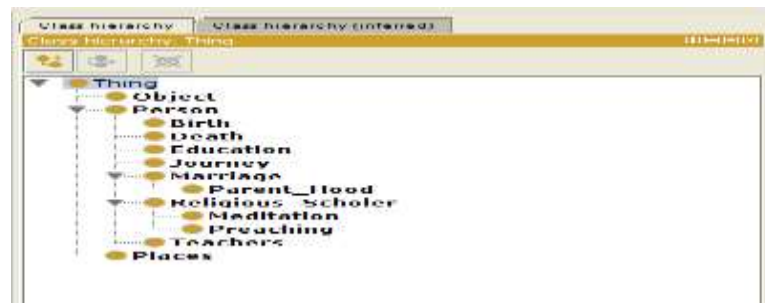 Class hierarchy Class hierarchy (inferred)
Class hierarchy: Thing
Thing
Object
Person
Birth
Death
Education
Journey
Marriage
Parent_Hood
Religious_Scholer
Meditation
Preaching
Teachers
Places